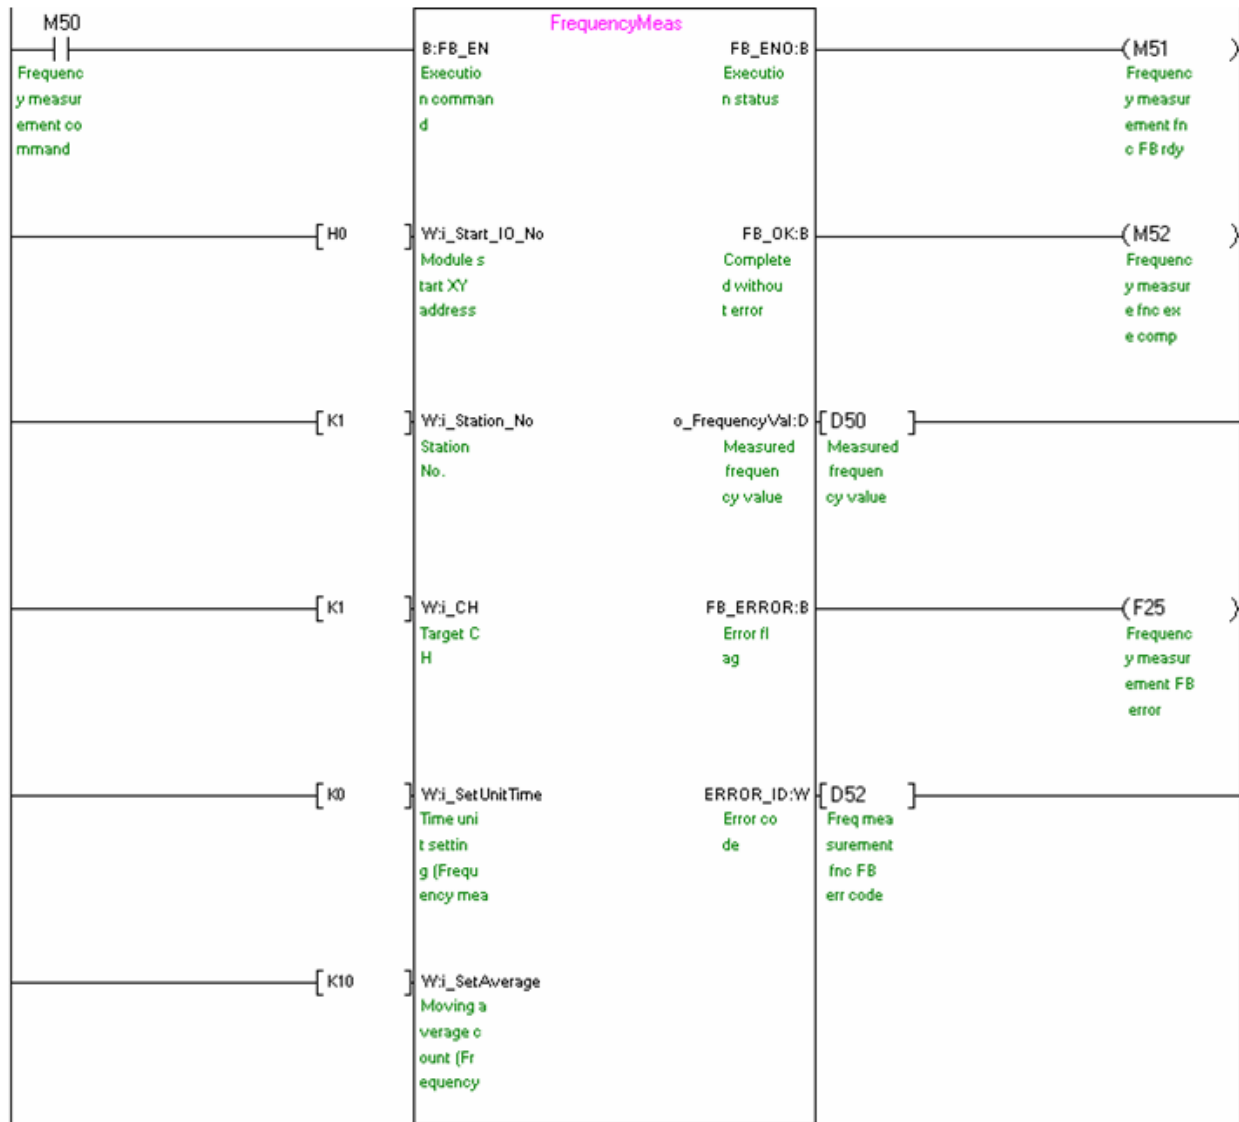 M50
FrequencyMeas
B:FB_EN
FB_ENO:B
(M51 )
Frequenc
y measur
ement co
mmand
Executio
n comman
d
Executio
n status
Frequenc
y measur
ement fn
c FB rdy
[ H0 ]
W:i_Start_IO_No
FB_OK:B
(M52 )
Module s
tart XY
address
Complete
d withou
t error
Frequenc
y measur
e fnc ex
e comp
[ K1 ]
W:i_Station_No
o_FrequencyVal:D
[ D50 ]
Station
No.
Measured
frequen
cy value
Measured
frequen
cy value
[ K1 ]
W:i_CH
FB_ERROR:B
(F25 )
Target C
H
Error fl
ag
Frequenc
y measur
ement FB
error
[ K0 ]
W:i_SetUnitTime
ERROR_ID:W
[ D52 ]
Time uni
t settin
g (Frequ
ency mea
Error co
de
Freq mea
surement
fnc FB
err code
[ K10 ]
W:i_SetAverage
Moving a
verage c
ount (Fr
equency